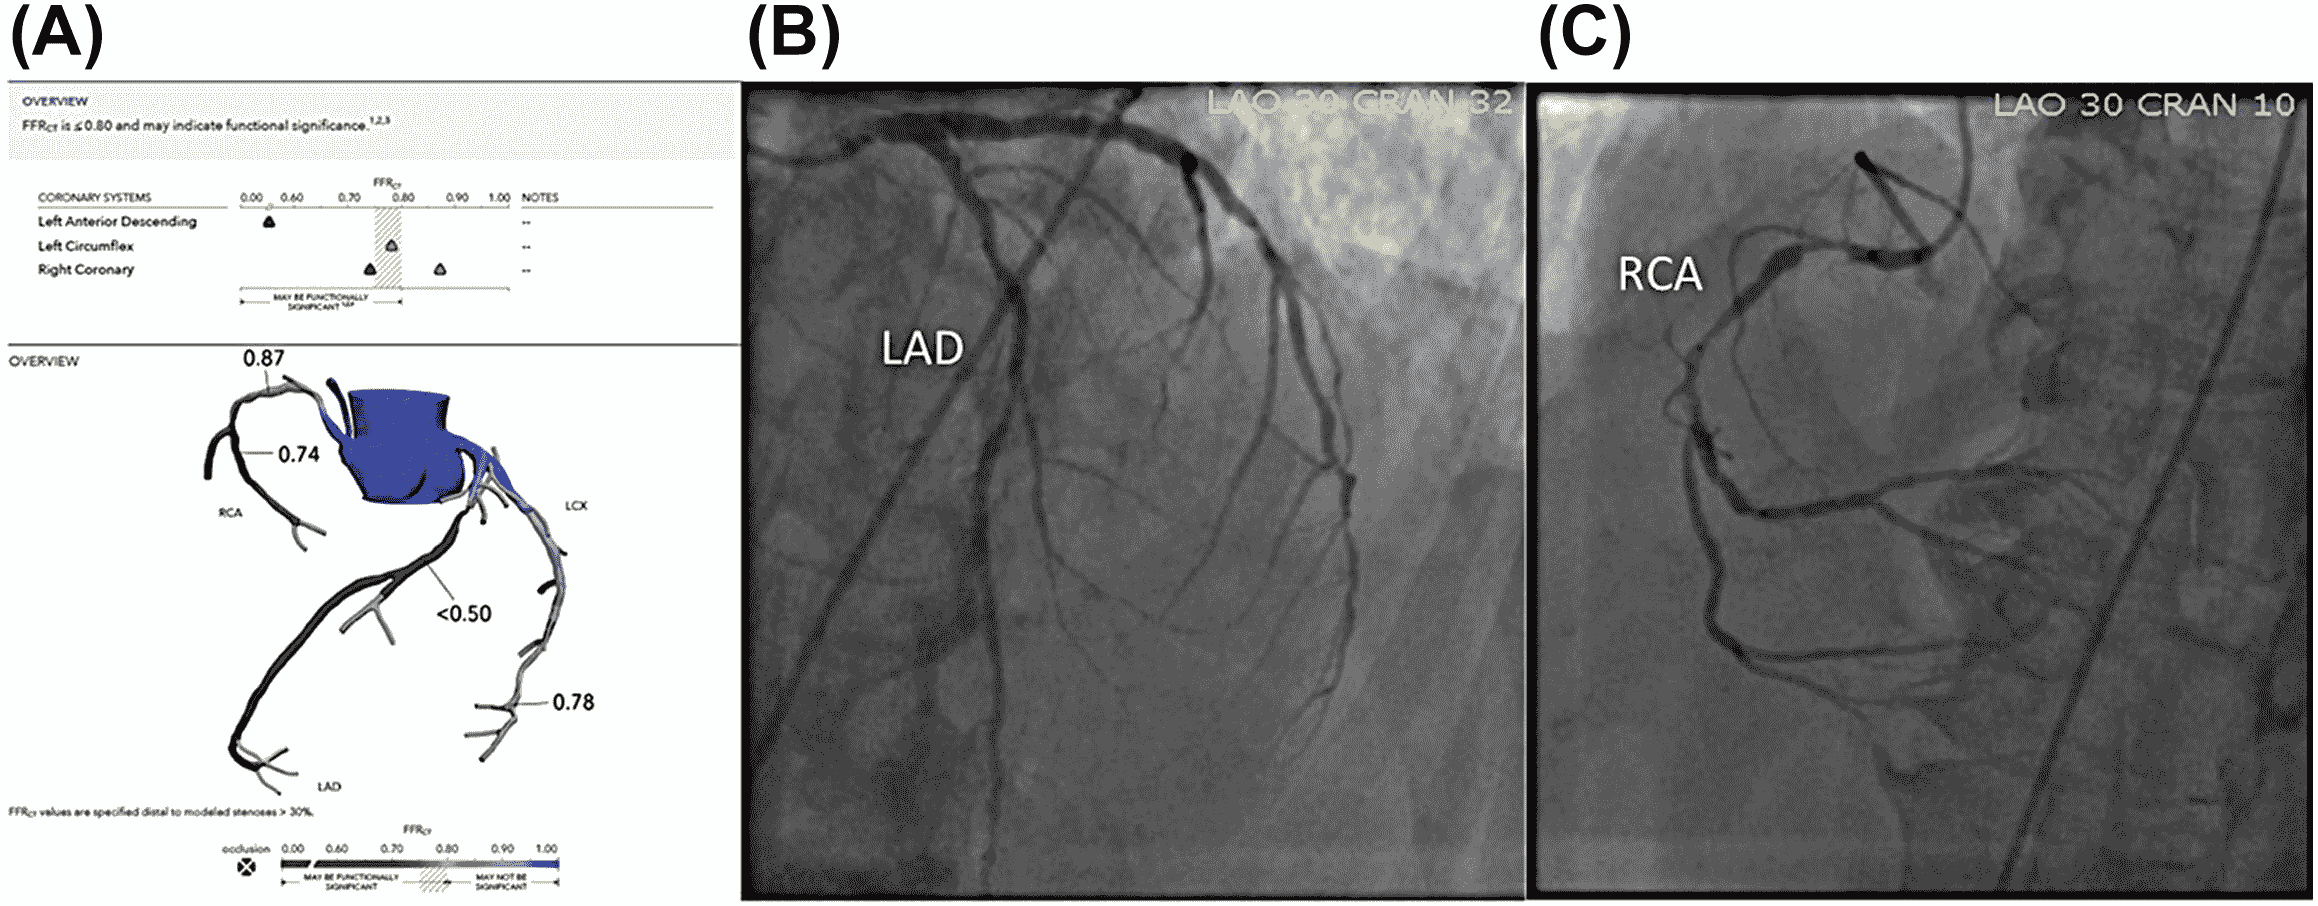 (A)
OVERVIEW
FFRCT is ≤0.80 and may indicate functional significance.1,2,3
FFRCT
CORONARY SYSTEMS 0.00 0.60 0.70 0.80 0.90 1.00 NOTES
Left Anterior Descending --
Left Circumflex --
Right Coronary --
MAY BE FUNCTIONALLY
SIGNIFICANT
OVERVIEW
0.87
0.74
RCA
LCX
<0.50
0.78
LAD
FFRCT values are specified distal to modeled stenoses > 30%.
FFRCT
occlusion 0.00 0.60 0.70 0.80 0.90 1.00
MAY BE FUNCTIONALLY
SIGNIFICANT
MAY NOT BE
SIGNIFICANT
(B)
CRAN 32
LAD
(C)
LAO 30 CRAN 10
RCA